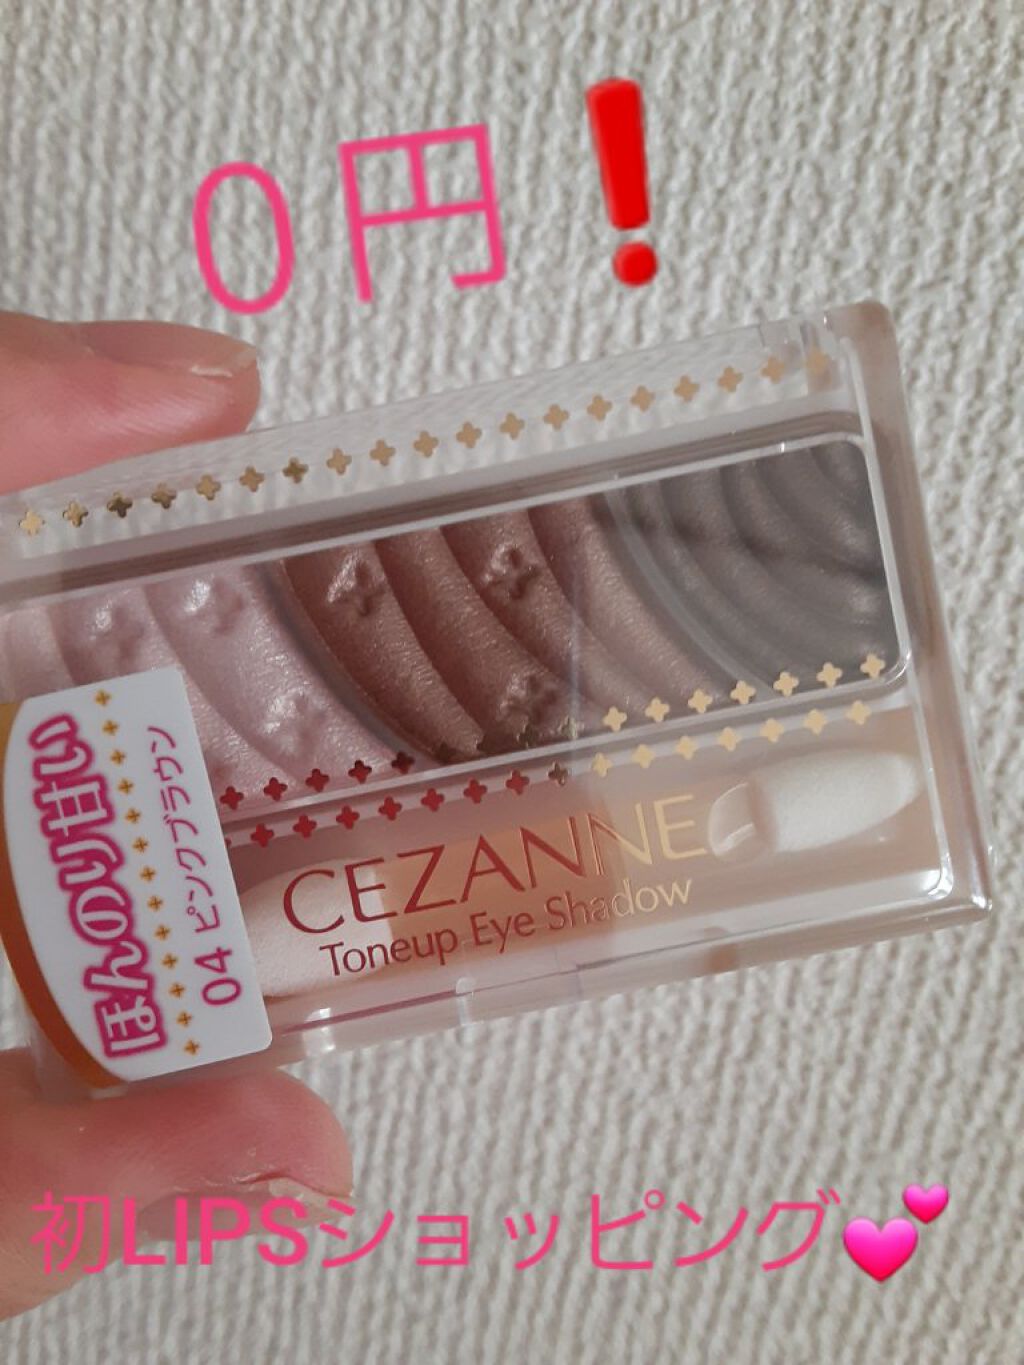 0円❗
ほんのり甘い
04 ピンクブラウン
CEZANNE
Toneup Eye Shadow
初LIPSショッピング💕